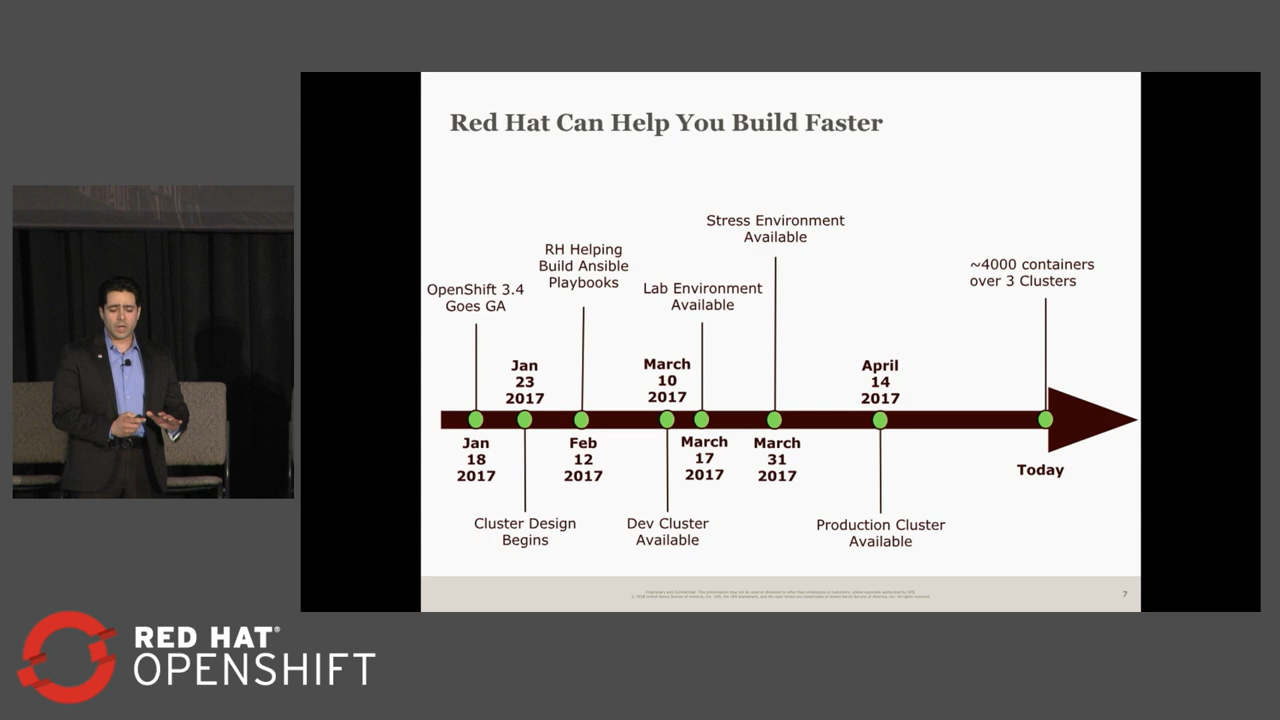 Red Hat Can Help You Build Faster
Stress Environment
Available
RH Helping
Build Ansible
Playbooks
~4000 containers
over 3 Clusters
OpenShift 3.4
Goes GA
Lab Environment
Available
Jan
23
2017
March
10
2017
April
14
2017
Jan
18
2017
Feb
12
2017
March
17
2017
March
31
2017
Today
Cluster Design
Begins
Dev Cluster
Available
Production Cluster
Available
7
RED HAT®
OPENSHIFT